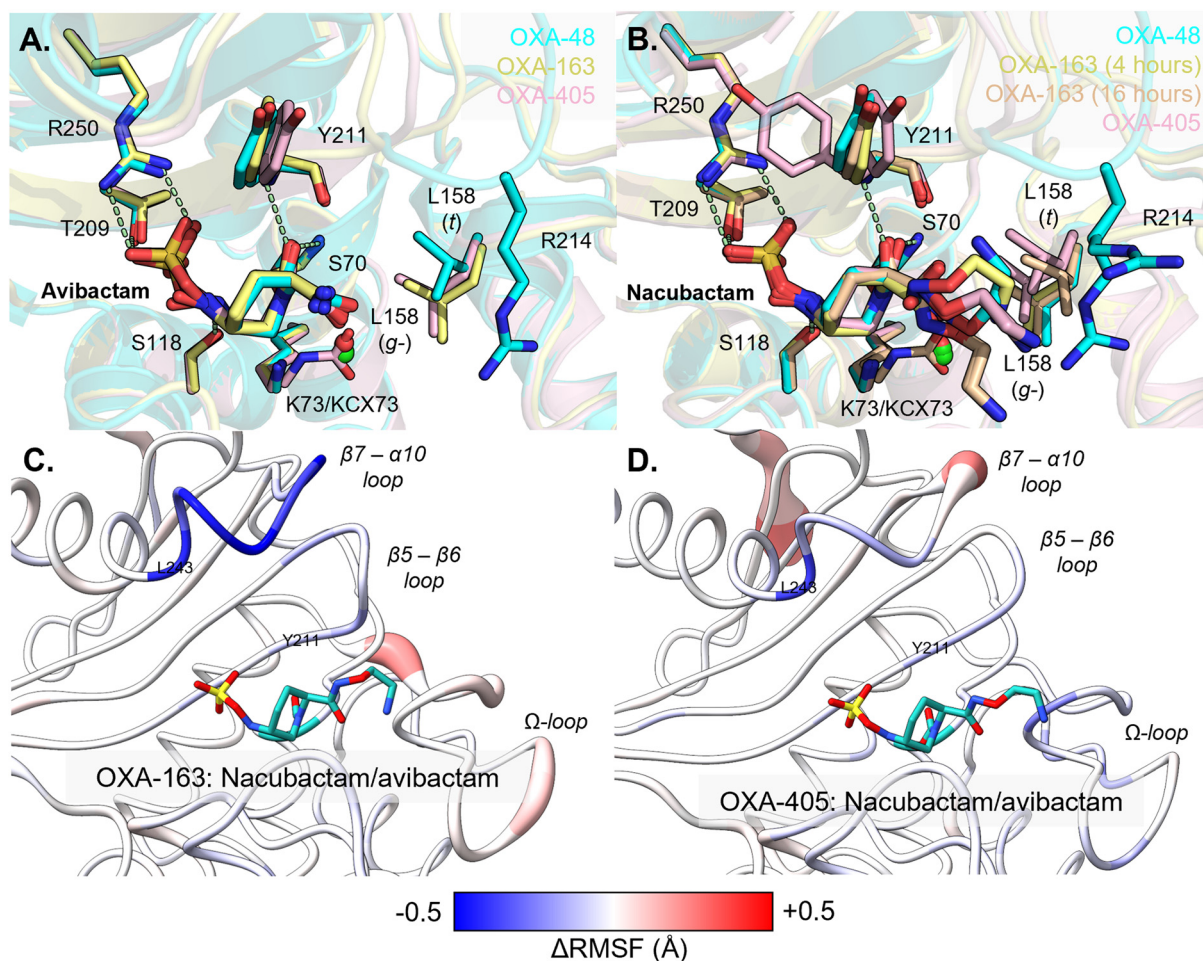 A.
OXA-48
OXA-163
OXA-405
R250
Y211
T209
L158
(t)
R214
S70
Avibactam
L158
(g-)
S118
K73/KCX73
B.
OXA-48
OXA-163 (4 hours)
OXA-163 (16 hours)
OXA-405
R250
Y211
T209
L158
(t)
R214
S70
Nacubactam
S118
L158
(g-)
K73/KCX73
C.
β7 – α10
loop
β5 – β6
loop
L243
Y211
Ω-loop
OXA-163: Nacubactam/avibactam
D.
β7 – α10
loop
β5 – β6
loop
L243
Y211
Ω-loop
OXA-405: Nacubactam/avibactam
-0.5
+0.5
ΔRMSF (Å)